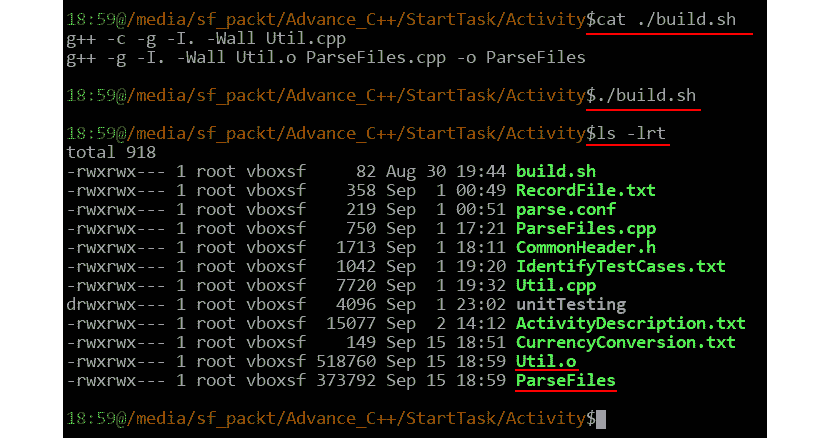 18:59@/media/sf_packt/Advance_C++/StartTask/Activity$cat ./build.sh
g++ -c -g -I. -Wall Util.cpp
g++ -g -I. -Wall Util.o ParseFiles.cpp -o ParseFiles
18:59@/media/sf_packt/Advance_C++/StartTask/Activity$./build.sh
18:59@/media/sf_packt/Advance_C++/StartTask/Activity$ls -lrt
total 918
-rwxrwx--- 1 root vboxsf     82 Aug 30 19:44 build.sh
-rwxrwx--- 1 root vboxsf    358 Sep  1 00:49 RecordFile.txt
-rwxrwx--- 1 root vboxsf    219 Sep  1 00:51 parse.conf
-rwxrwx--- 1 root vboxsf    750 Sep  1 17:21 ParseFiles.cpp
-rwxrwx--- 1 root vboxsf   1713 Sep  1 18:11 CommonHeader.h
-rwxrwx--- 1 root vboxsf   1042 Sep  1 19:20 IdentifyTestCases.txt
-rwxrwx--- 1 root vboxsf   7720 Sep  1 19:32 Util.cpp
drwxrwx--- 1 root vboxsf   4096 Sep  1 23:02 unitTesting
-rwxrwx--- 1 root vboxsf  15077 Sep  2 14:12 ActivityDescription.txt
-rwxrwx--- 1 root vboxsf    149 Sep 15 18:51 CurrencyConversion.txt
-rwxrwx--- 1 root vboxsf 518760 Sep 15 18:59 Util.o
-rwxrwx--- 1 root vboxsf 373792 Sep 15 18:59 ParseFiles
18:59@/media/sf_packt/Advance_C++/StartTask/Activity$